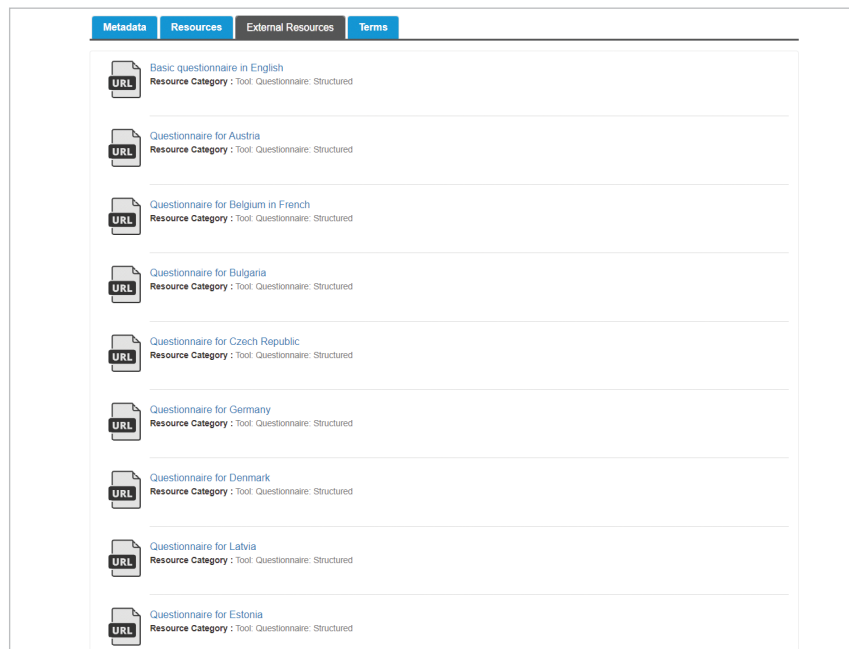 Metadata Resources External Resources Terms
Basic questionnaire in English
URL Resource Category : Tool: Questionnaire: Structured
Questionnaire for Austria
URL Resource Category : Tool: Questionnaire: Structured
Questionnaire for Belgium in French
URL Resource Category : Tool: Questionnaire: Structured
Questionnaire for Bulgaria
URL Resource Category : Tool: Questionnaire: Structured
Questionnaire for Czech Republic
URL Resource Category : Tool: Questionnaire: Structured
Questionnaire for Germany
URL Resource Category : Tool: Questionnaire: Structured
Questionnaire for Denmark
URL Resource Category : Tool: Questionnaire: Structured
Questionnaire for Latvia
URL Resource Category : Tool: Questionnaire: Structured
Questionnaire for Estonia
URL Resource Category : Tool: Questionnaire: Structured